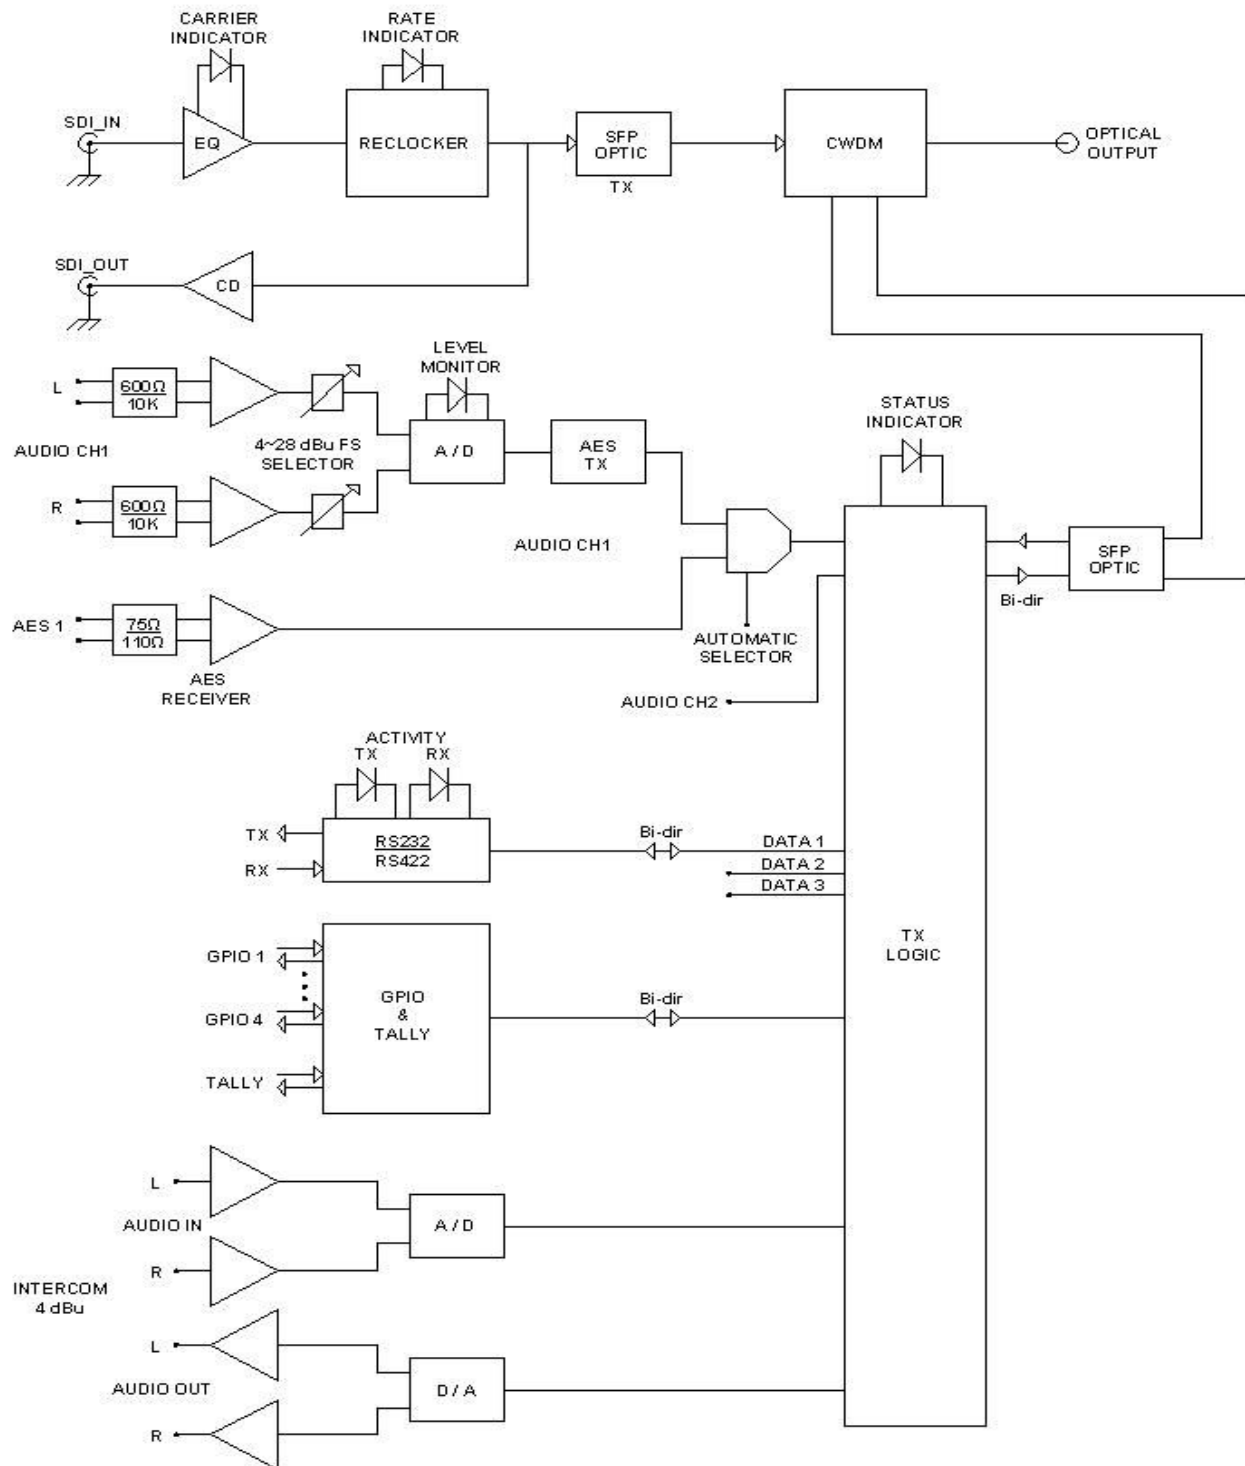 CARRIER
INDICATOR
RATE
INDICATOR
SDI_IN
EQ
RECLOCKER
SFP
OPTIC
TX
CWDM
OPTICAL
OUTPUT
SDI_OUT
CD
LEVEL
MONITOR
L
600Ω
10K
AUDIO CH1
4~28 dBu FS
SELECTOR
A / D
AES
TX
STATUS
INDICATOR
R
600Ω
10K
AUDIO CH1
SFP
OPTIC
Bi-dir
AES 1
75Ω
110Ω
AES
RECEIVER
AUTOMATIC
SELECTOR
AUDIO CH2
ACTIVITY
TX
RX
TX
RX
RS232
RS422
Bi-dir
DATA 1
DATA 2
DATA 3
TX
LOGIC
GPIO 1
GPIO 4
TALLY
GPIO
&
TALLY
Bi-dir
L
AUDIO IN
R
A / D
INTERCOM
4 dBu
L
AUDIO OUT
R
D / A